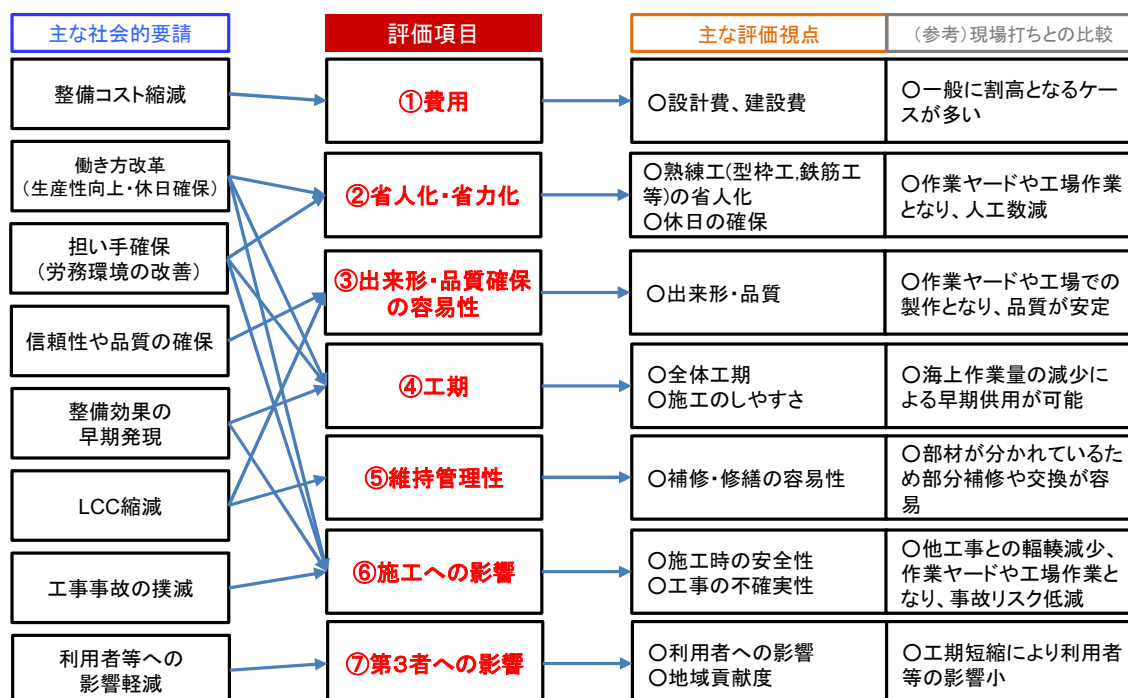 主な社会的要請
評価項目
主な評価視点
（参考）現場打ちとの比較
整備コスト縮減
①費用
○設計費、建設費
○一般に割高となるケー
スが多い
働き方改革
（生産性向上・休日確保）
②省人化・省力化
○熟練工(型枠工,鉄筋工
等)の省人化
○休日の確保
○作業ヤードや工場作業
となり、人工数減
担い手確保
（労務環境の改善）
③出来形・品質確保
の容易性
○出来形・品質
○作業ヤードや工場での
製作となり、品質が安定
信頼性や品質の確保
④工期
○全体工期
○施工のしやすさ
○海上作業量の減少に
よる早期供用が可能
整備効果の
早期発現
⑤維持管理性
○補修・修繕の容易性
○部材が分かれているた
め部分補修や交換が容
易
LCC縮減
⑥施工への影響
○施工時の安全性
○工事の不確実性
○他工事との輻輳減少、
作業ヤードや工場作業と
なり、事故リスク低減
工事事故の撲滅
利用者等への
影響軽減
⑦第３者への影響
○利用者への影響
○地域貢献度
○工期短縮により利用者
等の影響小